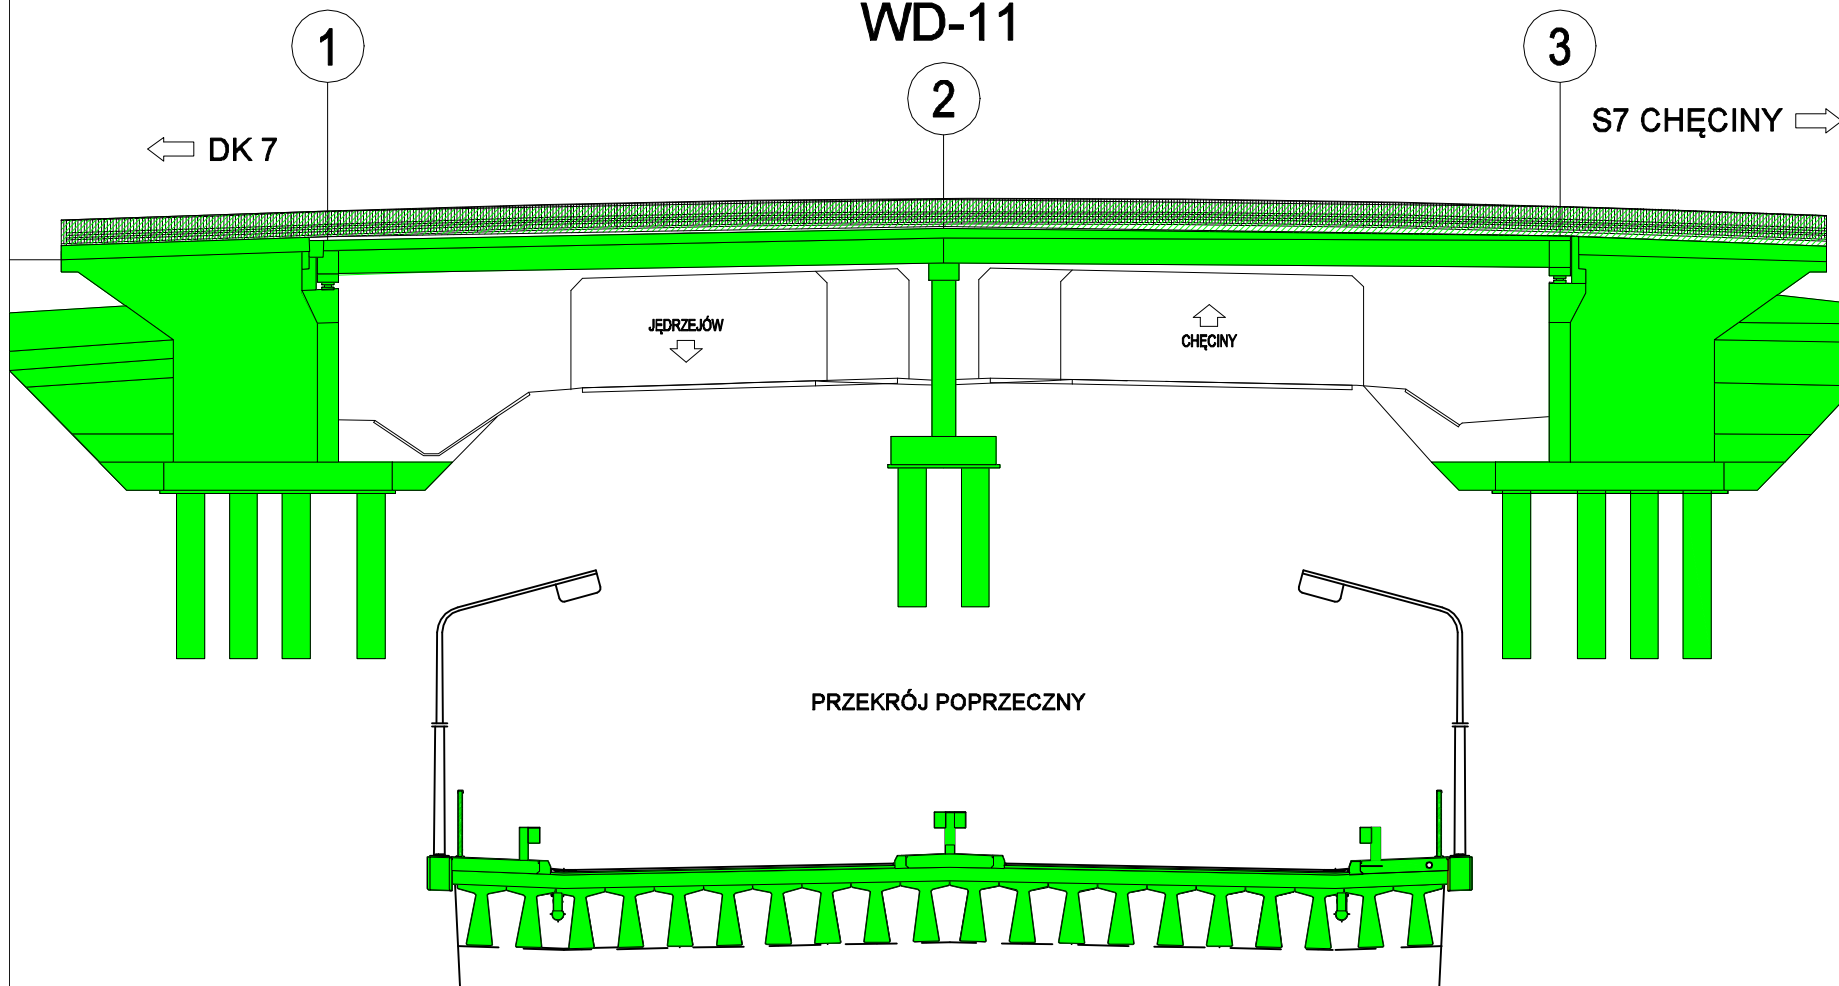 WD-11
1
2
3
DK 7
S7 CHĘCINY
JĘDRZEJÓW
CHĘCINY
PRZEKRÓJ POPRZECZNY